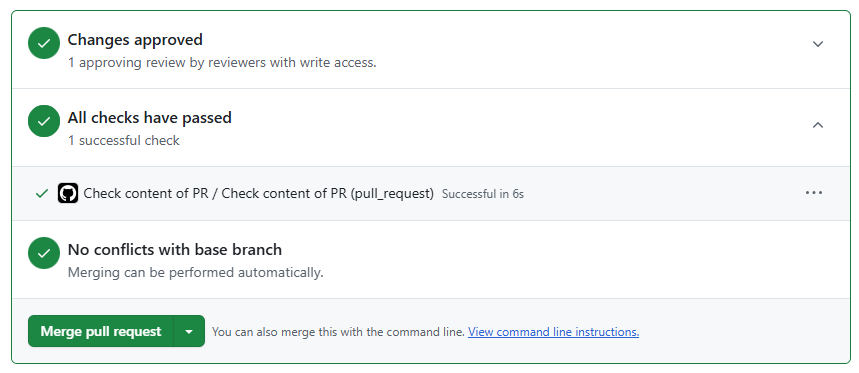 Changes approved
1 approving review by reviewers with write access.
All checks have passed
1 successful check
Check content of PR / Check content of PR (pull_request) Successful in 6s
No conflicts with base branch
Merging can be performed automatically.
Merge pull request You can also merge this with the command line. View command line instructions.